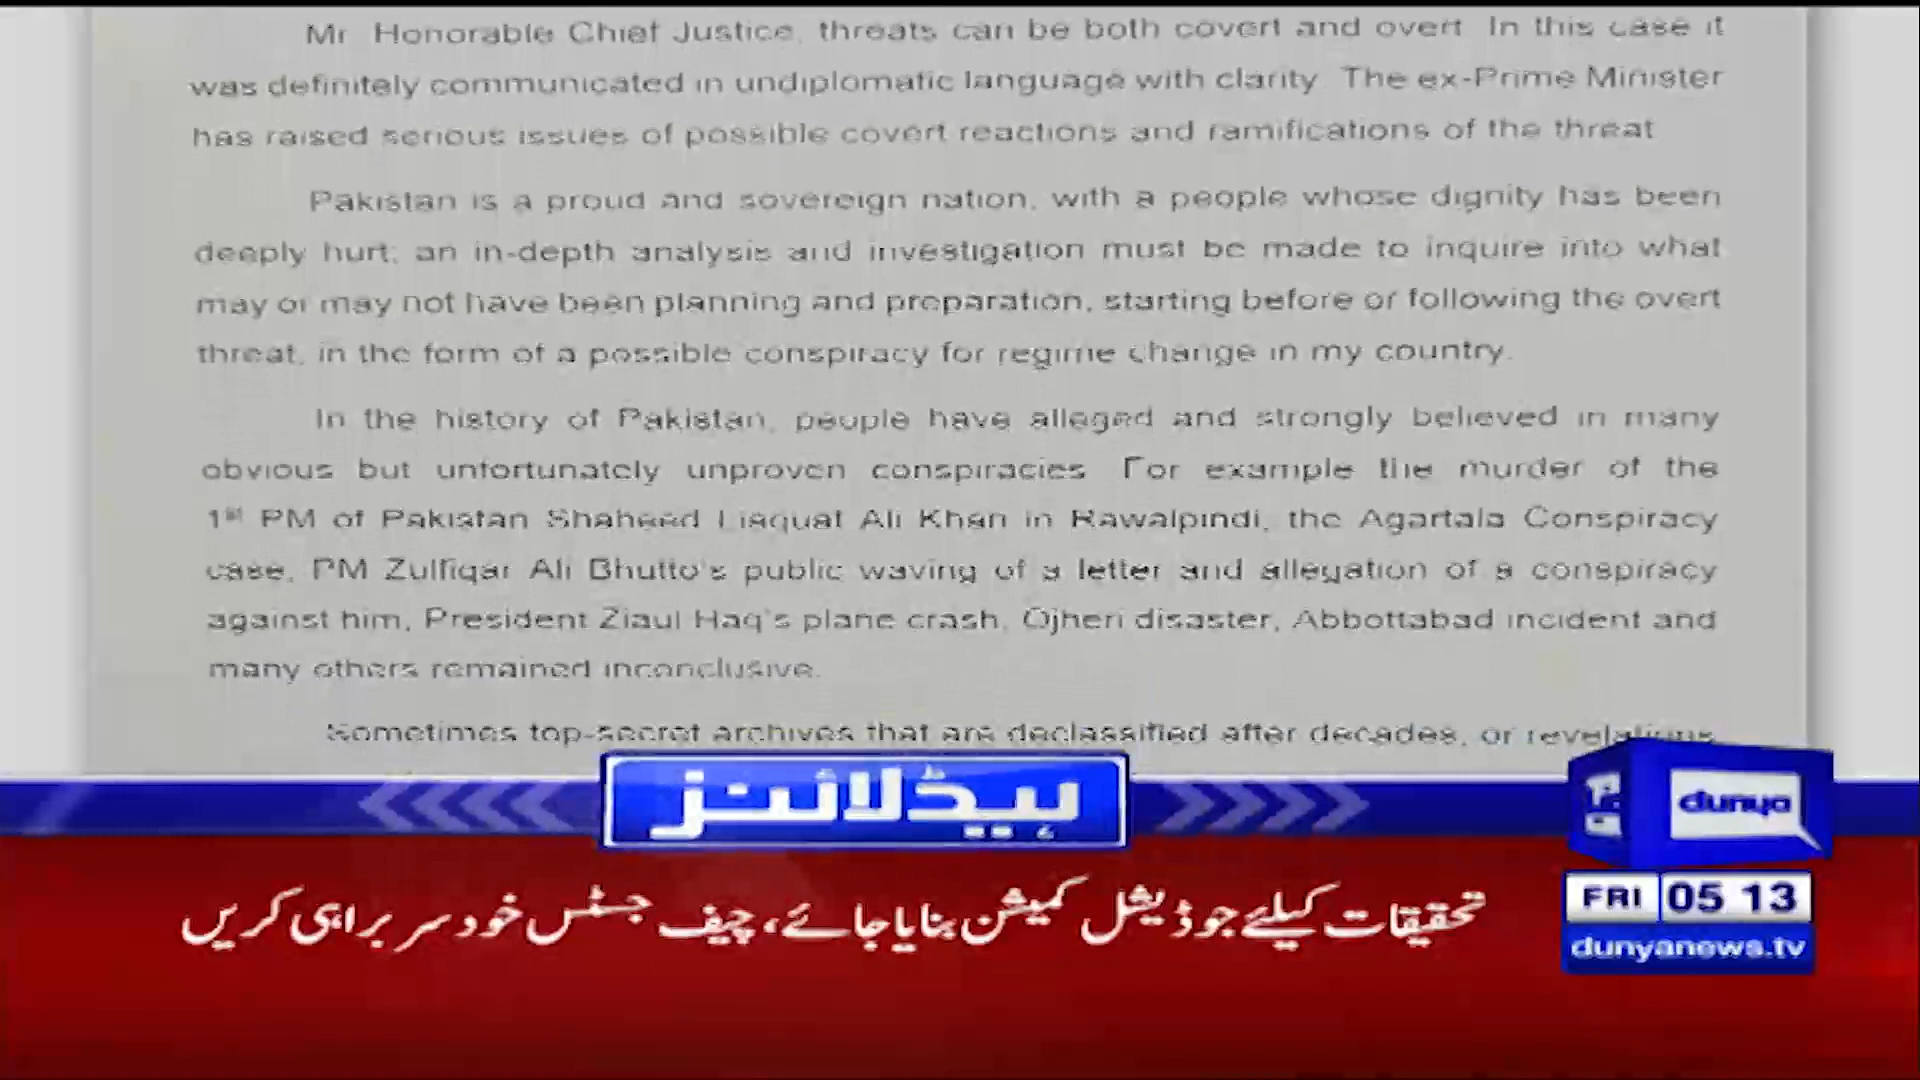 Mr. Honorable Chief Justice, threats can be both covert and overt. In this case it
was definitely communicated in undiplomatic language with clarity. The ex-Prime Minister
has raised serious issues of possible covert reactions and ramifications of the threat.
Pakistan is a proud and sovereign nation, with a people whose dignity has been
deeply hurt; an in-depth analysis and investigation must be made to inquire into what
may or may not have been planning and preparation, starting before or following the overt
threat, in the form of a possible conspiracy for regime change in my country.
In the history of Pakistan, people have alleged and strongly believed in many
obvious but unfortunately unproven conspiracies. For example the murder of the
1st PM of Pakistan Shaheed Liaquat Ali Khan in Rawalpindi, the Agartala Conspiracy
case, PM Zulfiqar Ali Bhutto's public waving of a letter and allegation of a conspiracy
against him, President Ziaul Haq's plane crash, Ojheri disaster, Abbottabad incident and
many others remained inconclusive.
Sometimes top-secret archives that are declassified after decades, or revelations
ہیڈلائنز
dunya
تحقیقات کیلئے جوڈیشل کمیشن بنایا جائے، چیف جسٹس خود سربراہی کریں
FRI 05 13
dunyanews.tv